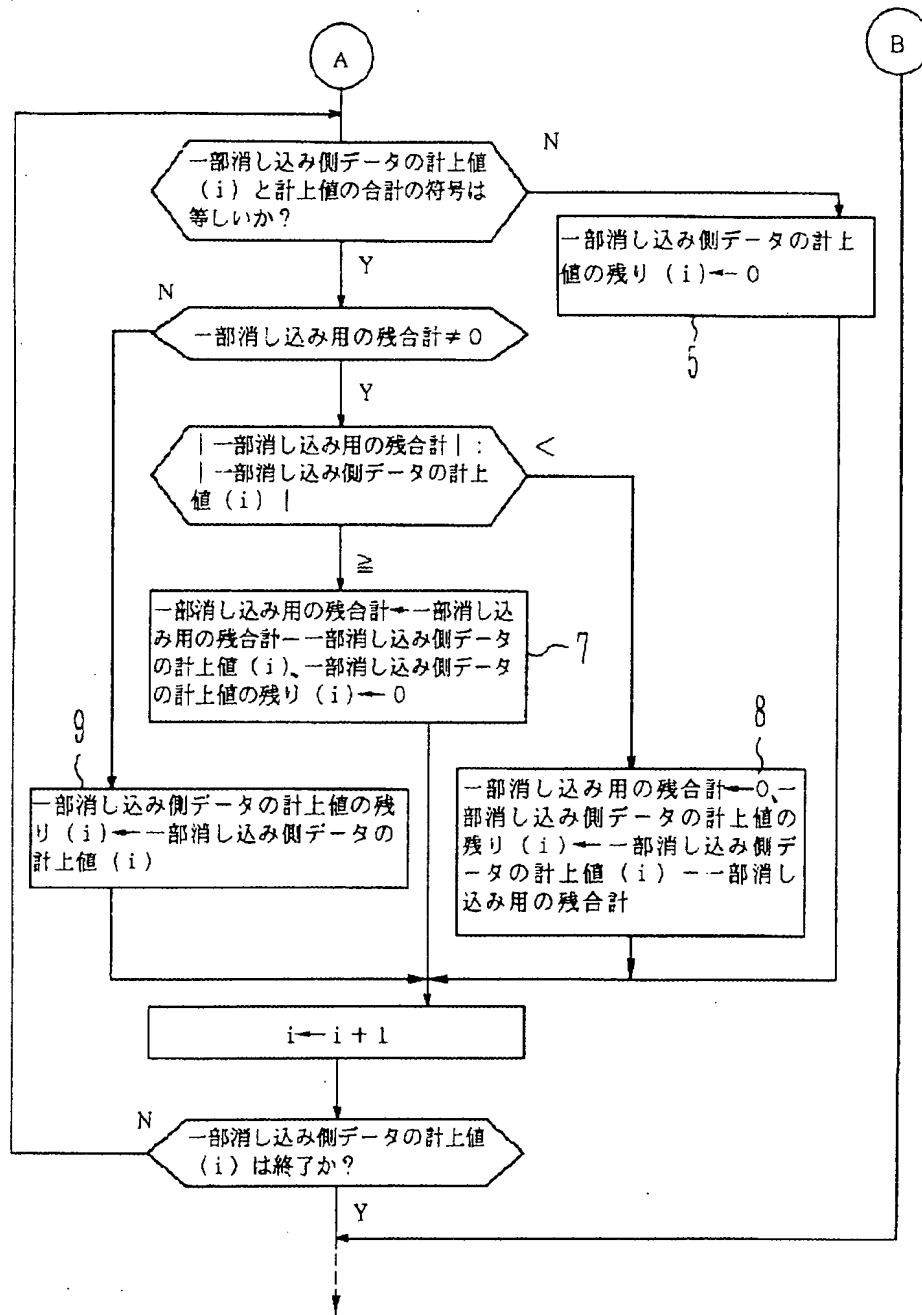 A
B
一部消し込み側データの計上値
(i)と計上値の合計の符号は
等しいか?
N
一部消し込み側データの計上
値の残り(i)←0
5
Y
N
一部消し込み用の残合計≠0
Y
|一部消し込み用の残合計|:
|一部消し込み側データの計上
値(i)|
<
≧
一部消し込み用の残合計←一部消し込
み用の残合計-一部消し込み側データ
の計上値(i)、一部消し込み側データ
の計上値の残り(i)←0
7
9
一部消し込み側データの計上値の残
り(i)←一部消し込み側データの
計上値(i)
8
一部消し込み用の残合計←0、一
部消し込み側データの計上値の
残り(i)←一部消し込み側デ
ータの計上値(i)-一部消し
込み用の残合計
i←i+1
N
一部消し込み側データの計上値
(i)は終了か?
Y